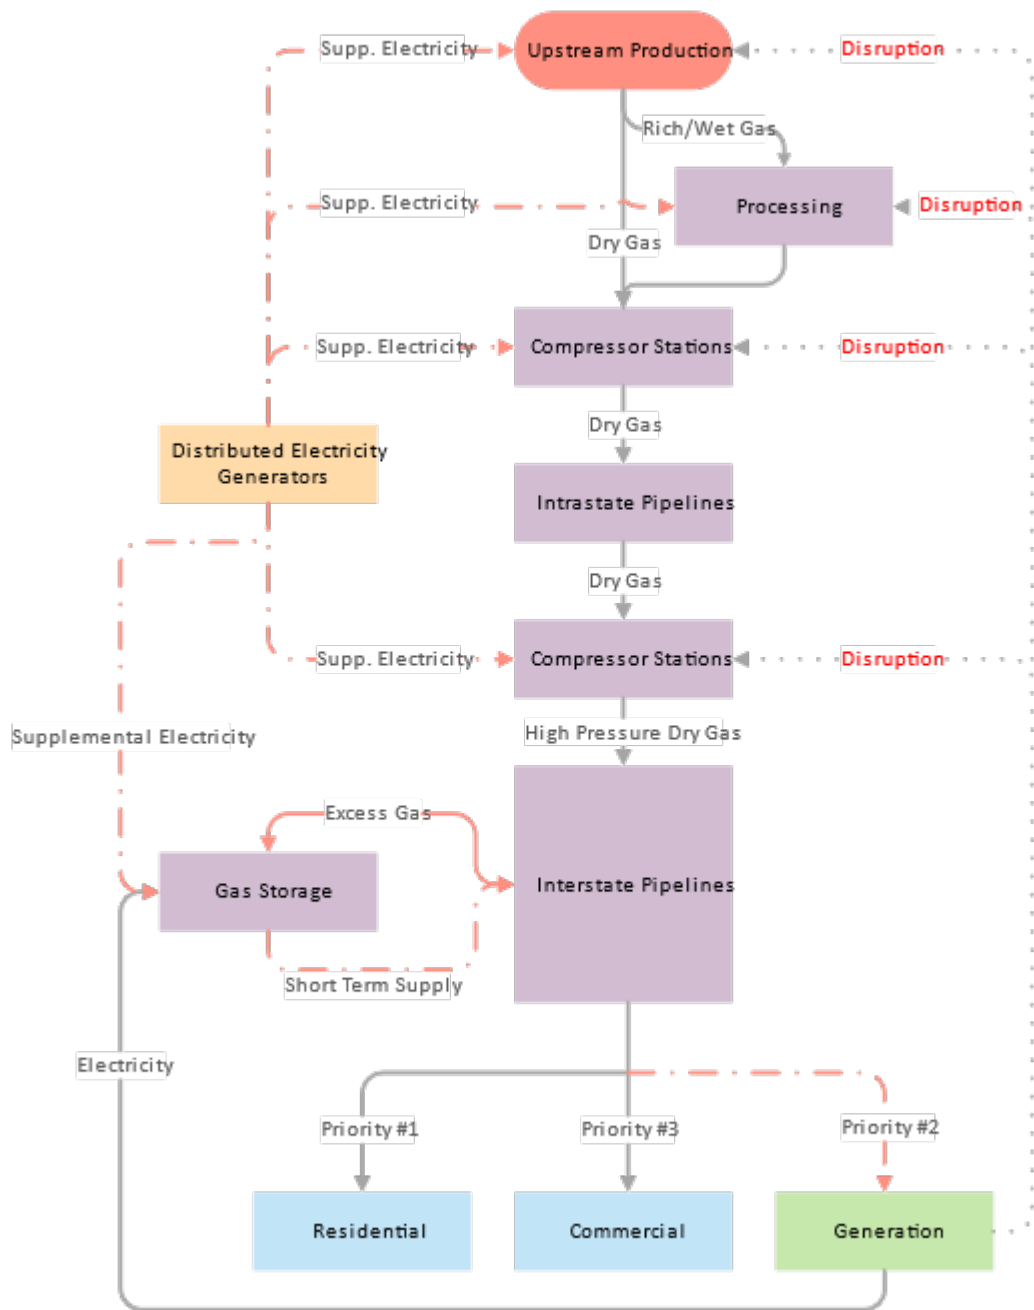 Supp. Electricity
Upstream Production
Disruption
Rich/Wet Gas
Supp. Electricity
Processing
Disruption
Dry Gas
Supp. Electricity
Compressor Stations
Disruption
Dry Gas
Distributed Electricity
Generators
Intrastate Pipelines
Dry Gas
Supp. Electricity
Compressor Stations
Disruption
High Pressure Dry Gas
Supplemental Electricity
Excess Gas
Gas Storage
Interstate Pipelines
Short Term Supply
Electricity
Priority #1
Priority #3
Priority #2
Residential
Commercial
Generation